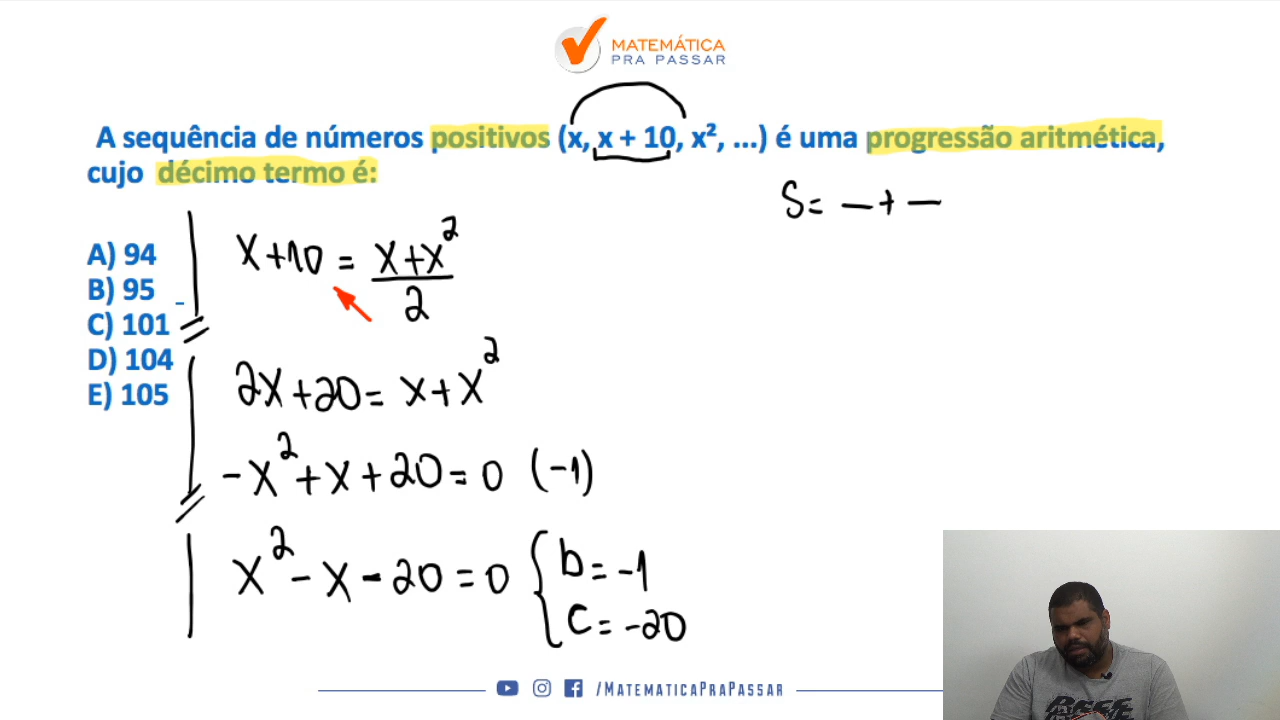 MATEMÁTICA
PRA PASSAR
A sequência de números positivos (x, x + 10, x², ...) é uma progressão aritmética,
cujo décimo termo é:
S = — + —
A) 94
B) 95
C) 101
D) 104
E) 105
x+10 = x+x²/2
2x+20 = x+x²
-x²+x+20=0 (-1)
x²-x-20=0 { b=-1
c=-20
/MATEMATICAPRAPASSAR